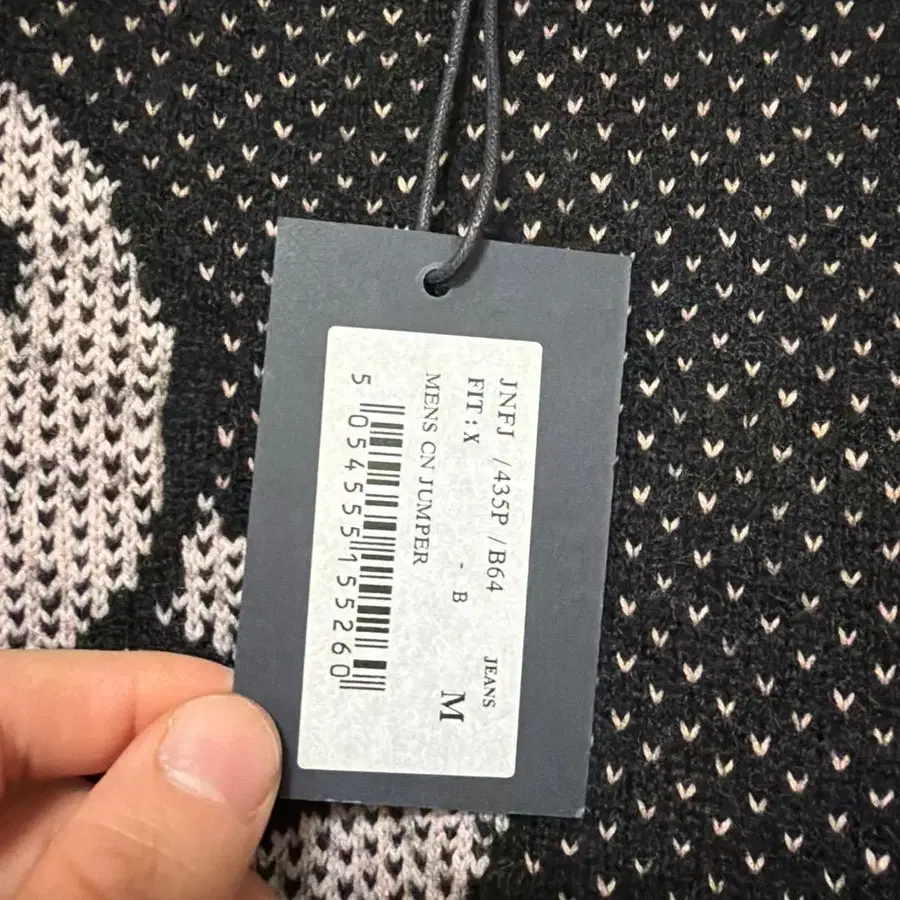 JNFJ /435P /B64 JEANS
FIT : X - B M
MENS CN JUMPER
5 054555 155260